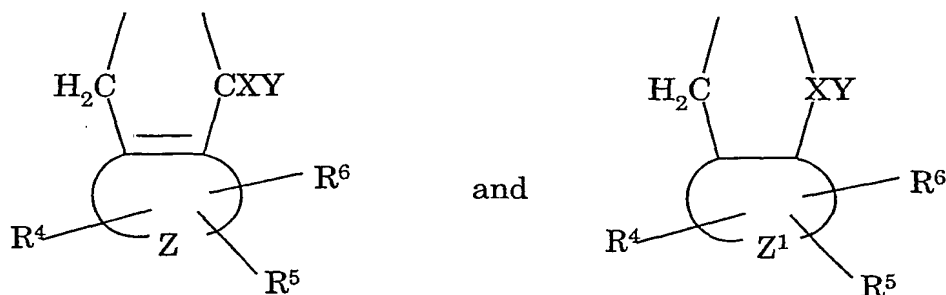 H₂C CXY H₂C XY
R⁶ and R⁶
R⁴ Z R⁵ R⁴ Z¹ R⁵